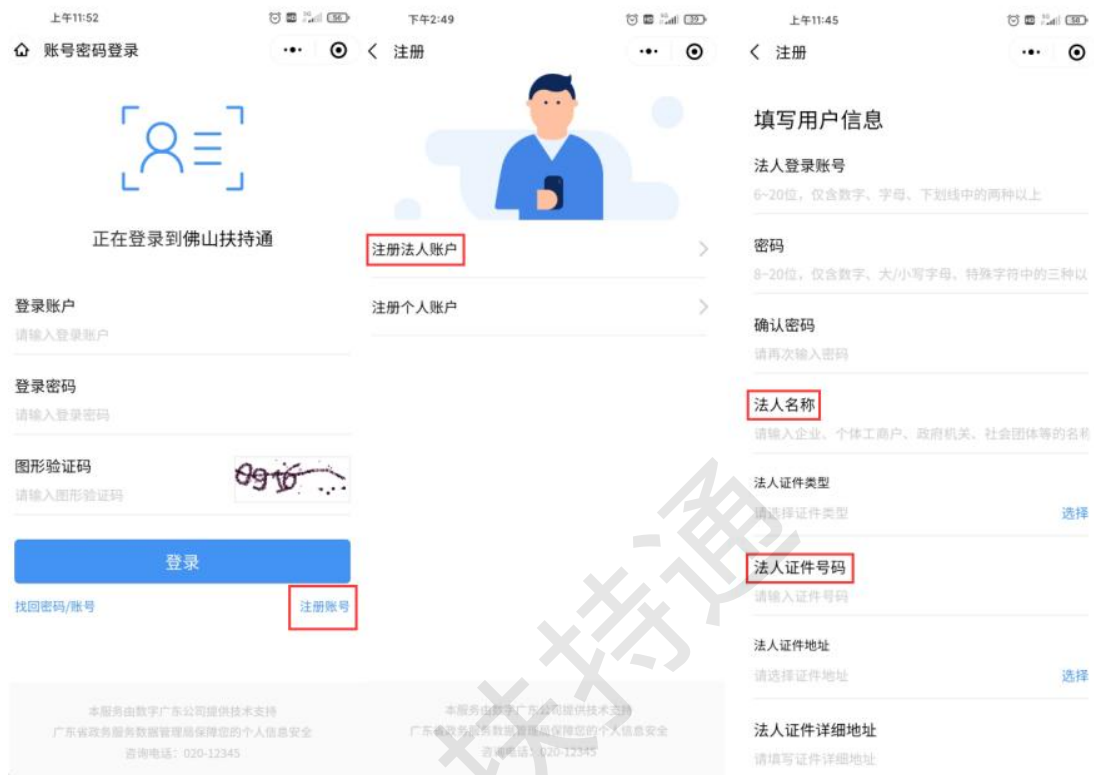 上午11:52
账号密码登录
正在登录到佛山扶持通
登录账户
请输入登录账户
登录密码
请输入登录密码
图形验证码
请输入图形验证码
登录
找回密码/账号
注册账号
本服务由数字广东公司提供技术支持
广东省政务服务数据管理局保障您的个人信息安全
咨询电话：020-12345
下午2:49
注册
注册法人账户
注册个人账户
本服务由数字广东公司提供技术支持
广东省政务服务数据管理局保障您的个人信息安全
咨询电话：020-12345
上午11:45
注册
填写用户信息
法人登录账号
6~20位，仅含数字、字母、下划线中的两种以上
密码
8~20位，仅含数字、大/小写字母、特殊字符中的三种以
确认密码
请再次输入密码
法人名称
请输入企业、个体工商户、政府机关、社会团体等的名称
法人证件类型
请选择证件类型
选择
法人证件号码
请输入证件号码
法人证件地址
请选择证件地址
选择
法人证件详细地址
请填写证件详细地址
扶持通